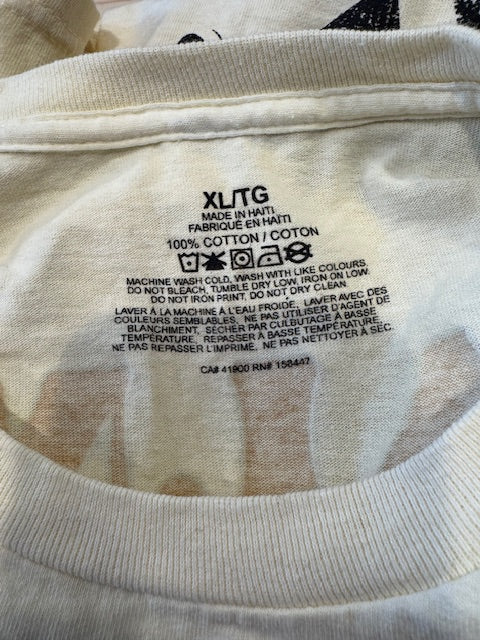 XL/TG
MADE IN HAITI
FABRIQUÉ EN HAÏTI
100% COTTON / COTON
MACHINE WASH COLD, WASH WITH LIKE COLOURS,
DO NOT BLEACH, TUMBLE DRY LOW, IRON ON LOW.
DO NOT IRON PRINT, DO NOT DRY CLEAN.
LAVER À LA MACHINE À L'EAU FROIDE, LAVER AVEC DES
COULEURS SEMBLABLES. NE PAS UTILISER D'AGENT DE
BLANCHIMENT, SÉCHER PAR CULBUTAGE À BASSE
TEMPÉRATURE, REPASSER À BASSE TEMPÉRATURE.
NE PAS REPASSER L'IMPRIME. NE PAS NETTOYER À SEC.
CA# 41900 RN# 158447